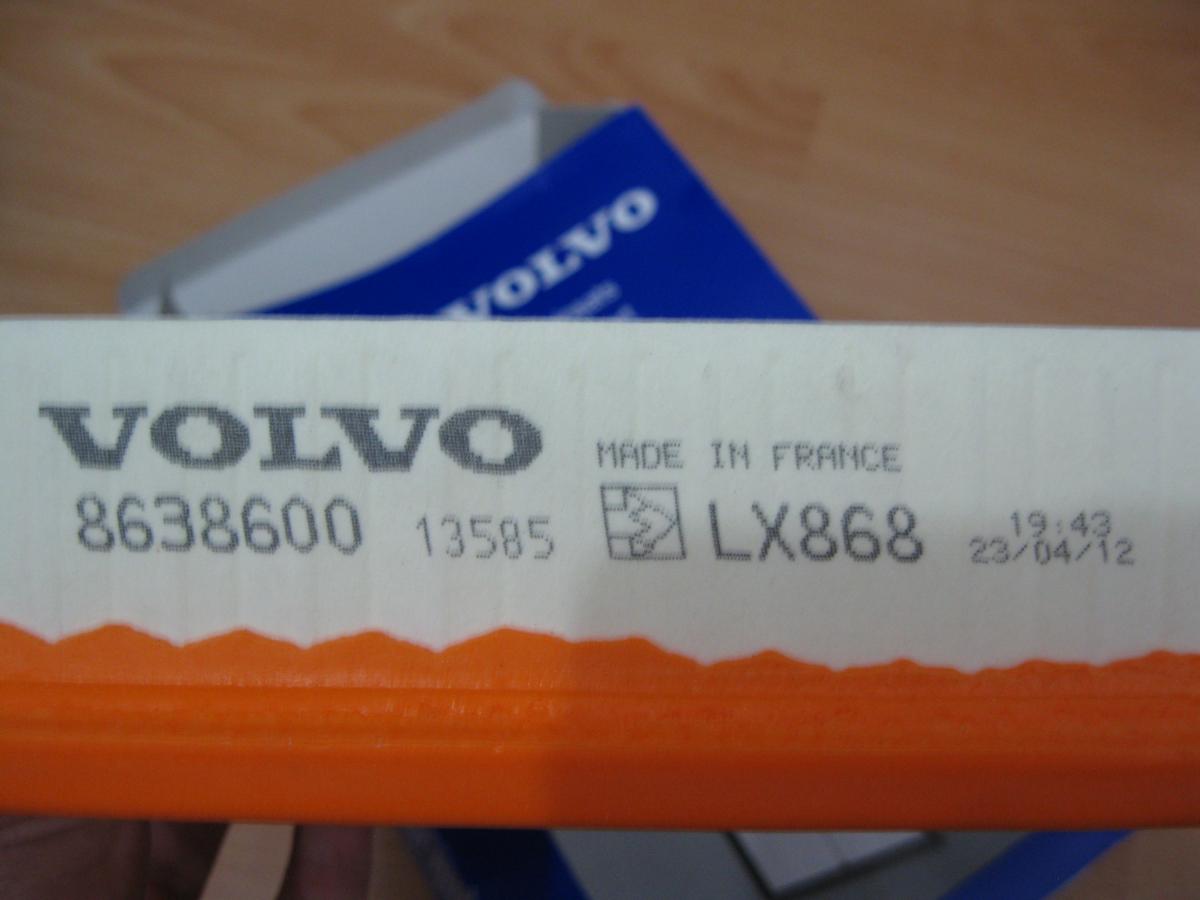 VOLVO
VOLVO
MADE IN FRANCE
8638600 13585 LX868 19:43
23/04/12